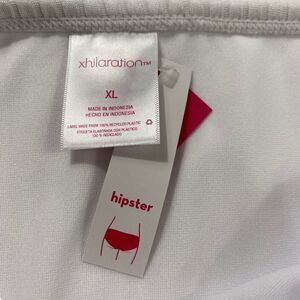 xhilaration™
XL
MADE IN INDONESIA
HECHO EN INDONESIA
LABEL MADE FROM 100% RECYCLED PLASTIC
ETIQUETA ELABORADA CON PLÁSTICO
100 % RECICLADO
hipster